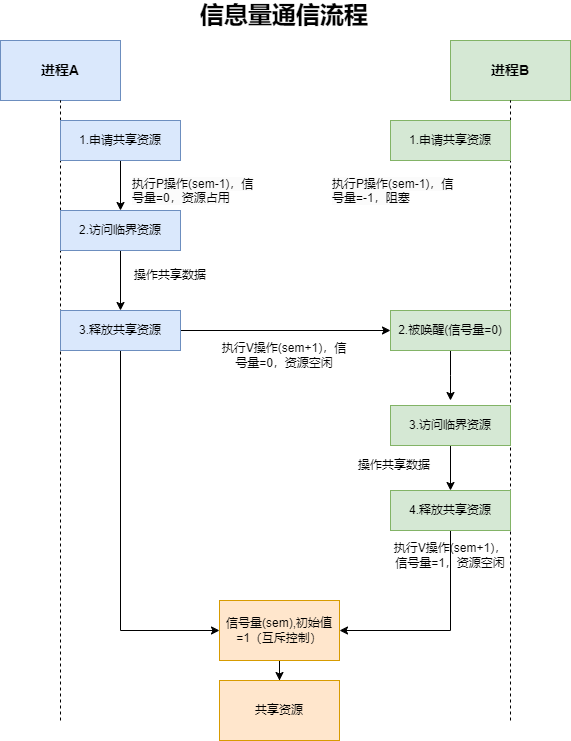 信息量通信流程
进程A
进程B
1.申请共享资源
1.申请共享资源
执行P操作(sem-1)，信
号量=0，资源占用
执行P操作(sem-1)，信
号量=-1，阻塞
2.访问临界资源
操作共享数据
3.释放共享资源
2.被唤醒(信号量=0)
执行V操作(sem+1)，信
号量=0，资源空闲
3.访问临界资源
操作共享数据
4.释放共享资源
执行V操作(sem+1)，
信号量=1，资源空闲
信号量(sem),初始值
=1（互斥控制）
共享资源